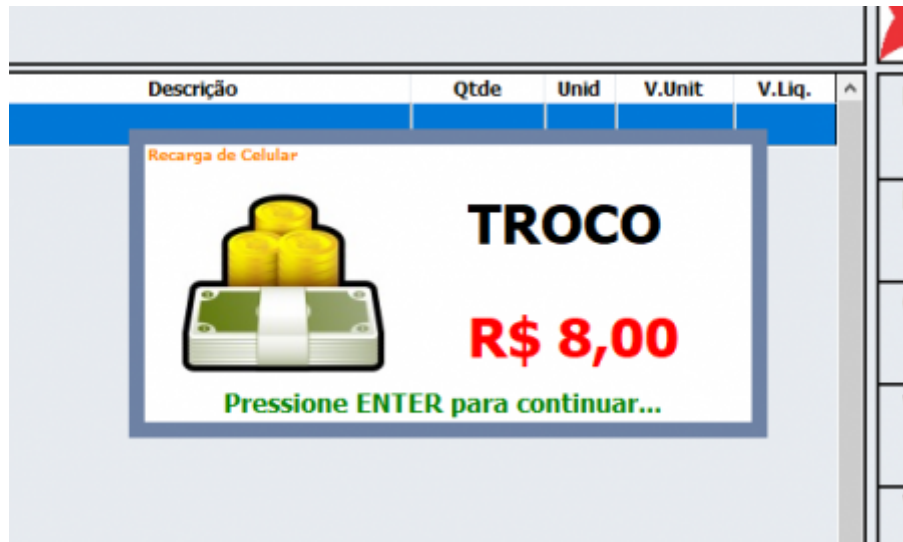 Descrição Qtde Unid V.Unit V.Liq.
Recarga de Celular
TROCO
R$ 8,00
Pressione ENTER para continuar...